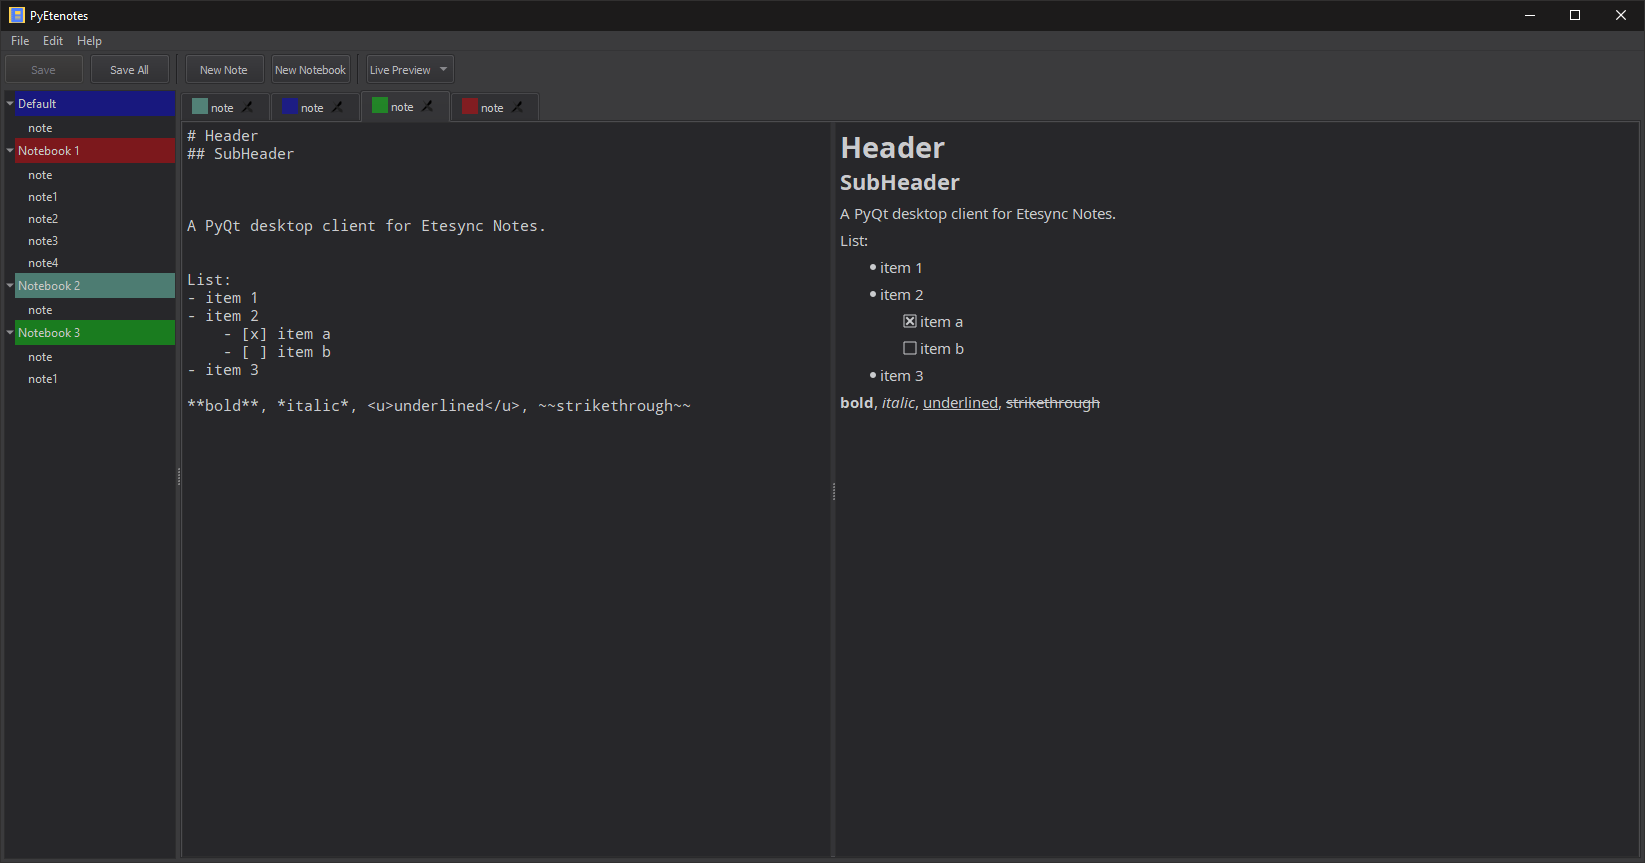 PyEtenotes
File Edit Help
Save Save All New Note New Notebook Live Preview
Default
note
Notebook 1
note
note1
note2
note3
note4
Notebook 2
note
Notebook 3
note
note1
note note note note
# Header
## SubHeader
A PyQt desktop client for Etesync Notes.
List:
- item 1
- item 2
    - [x] item a
    - [ ] item b
- item 3
**bold**, *italic*, <u>underlined</u>, ~~strikethrough~~
Header
SubHeader
A PyQt desktop client for Etesync Notes.
List:
• item 1
• item 2
☒ item a
☐ item b
• item 3
bold, italic, underlined, strikethrough